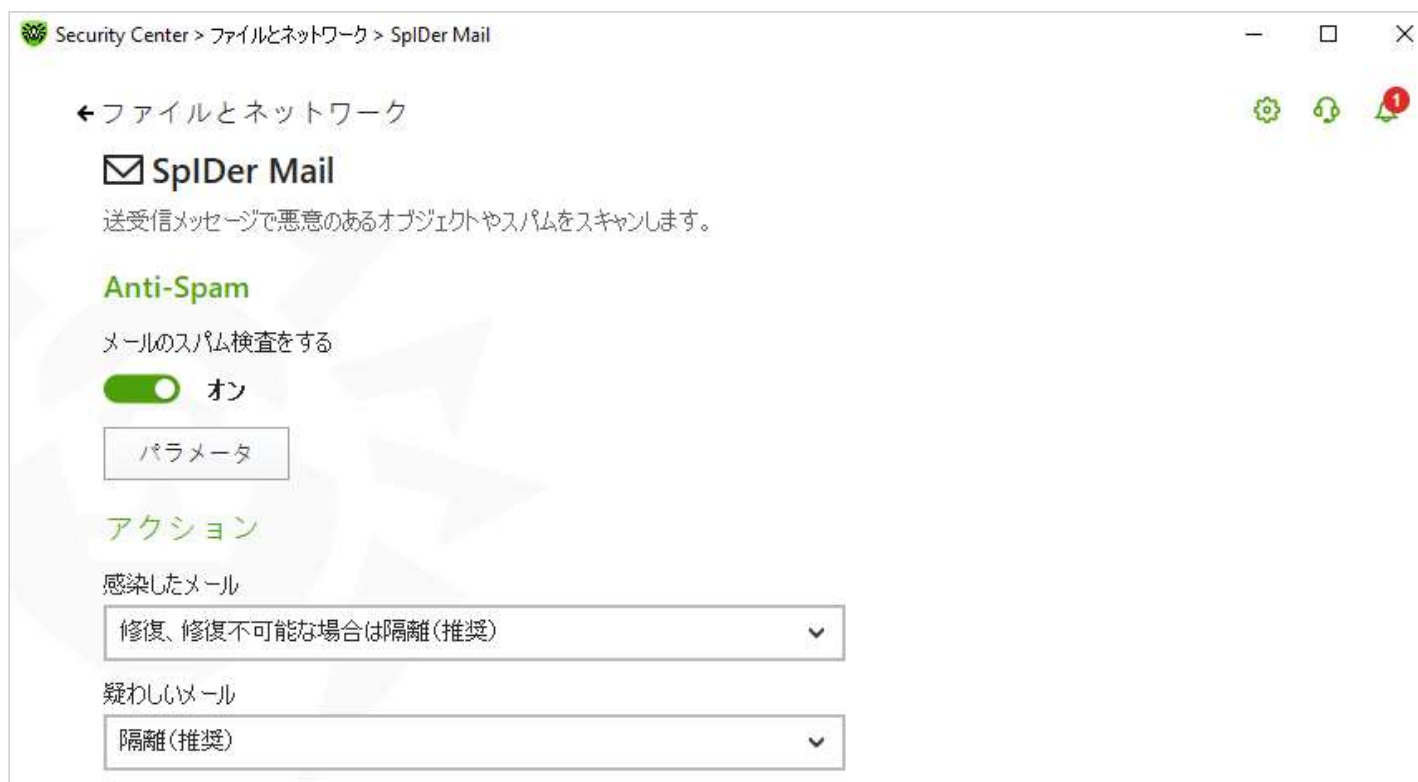 Security Center > ファイルとネットワーク > SpIDer Mail
ファイルとネットワーク
1
SpIDer Mail
送受信メッセージで悪意のあるオブジェクトやスパムをスキャンします。
Anti-Spam
メールのスパム検査をする
オン
パラメータ
アクション
感染したメール
修復、修復不可能な場合は隔離(推奨)
疑わしいメール
隔離(推奨)